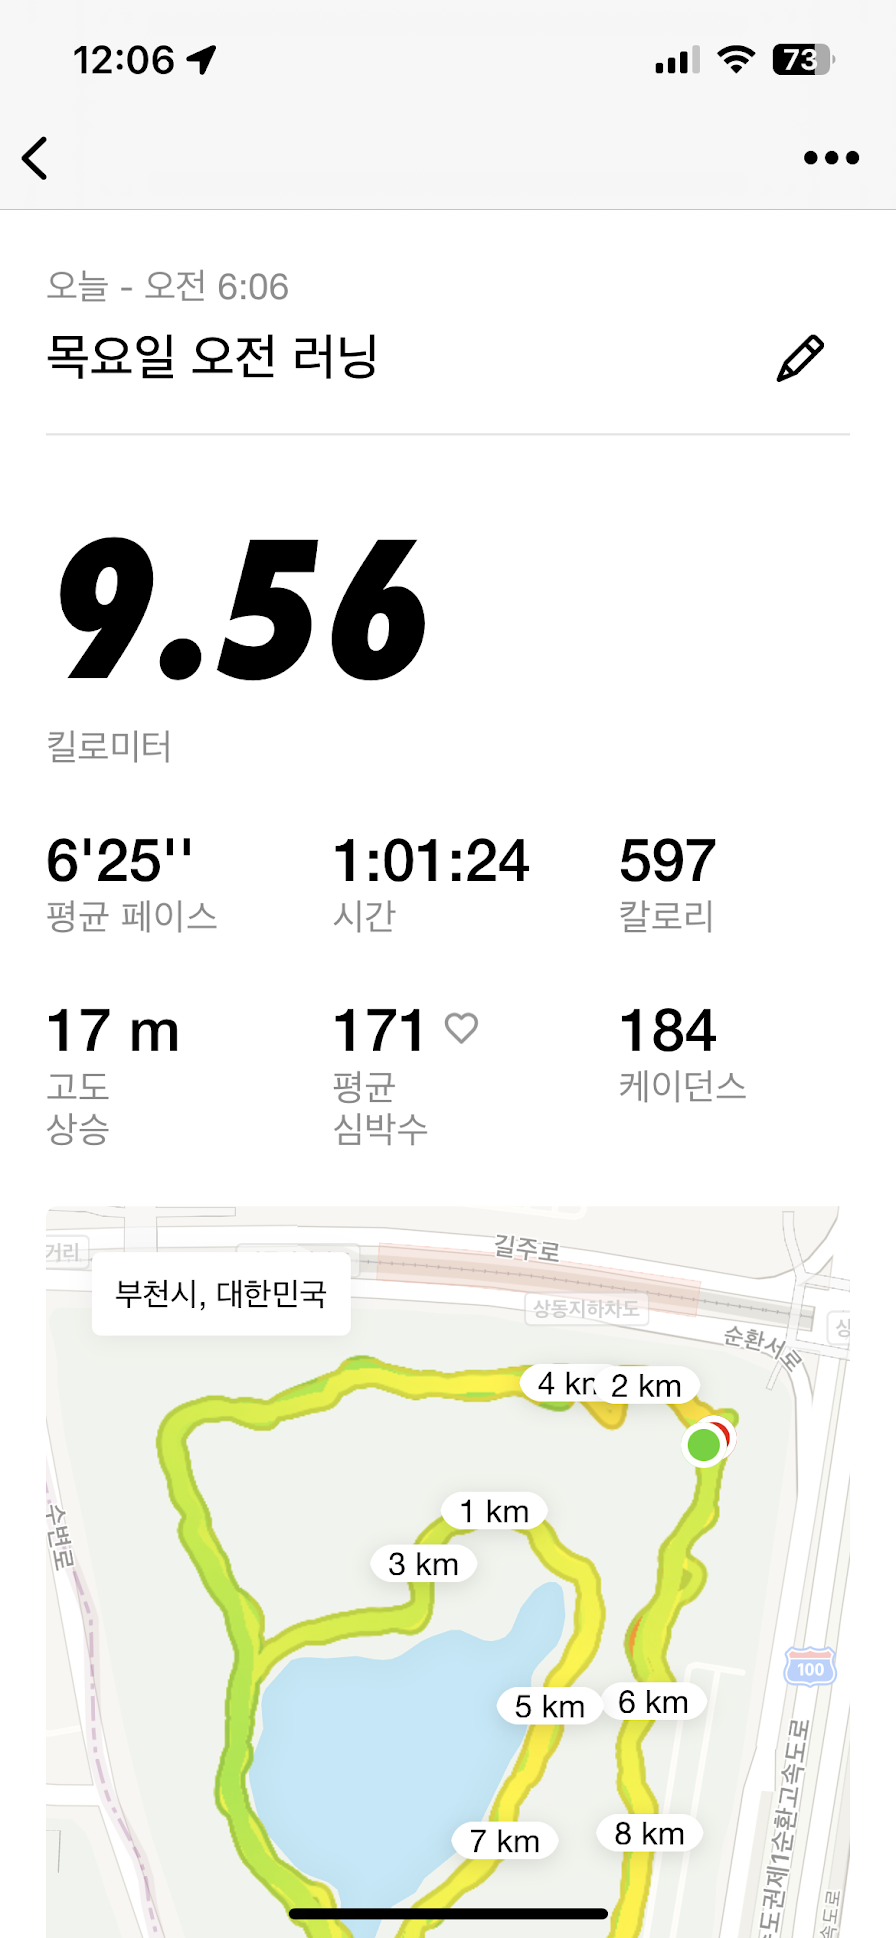 12:06
73
오늘 - 오전 6:06
목요일 오전 러닝
9.56
킬로미터
6'25''
평균 페이스
1:01:24
시간
597
칼로리
17 m
고도
상승
171
평균
심박수
184
케이던스
거리
길주로
부천시, 대한민국
상동지하차도
순환서로
상
4 km
2 km
1 km
3 km
수변로
100
5 km
6 km
7 km
8 km
도권제1순환고속도로
속도로